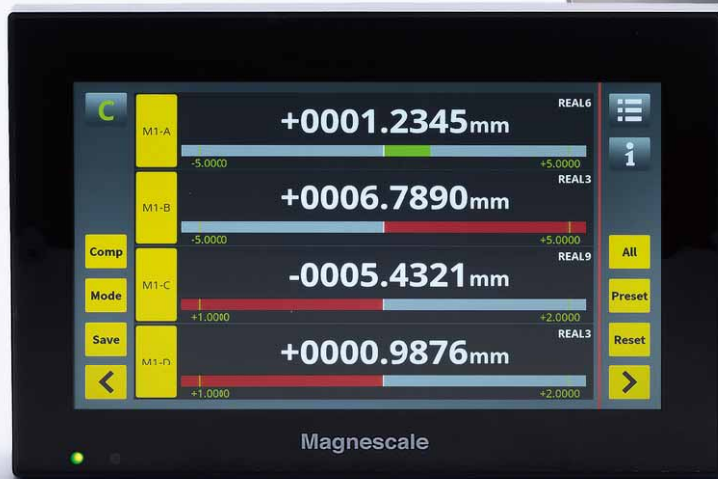 C
M1-A
+0001.2345mm
REAL6
-5.0000
+5.0000
i
M1-B
+0006.7890mm
REAL3
-5.0000
+5.0000
Comp
All
M1-C
-0005.4321mm
REAL9
+1.0000
+2.0000
Mode
Preset
M1-D
+0000.9876mm
REAL3
+1.0000
+2.0000
Save
Reset
Magnescale